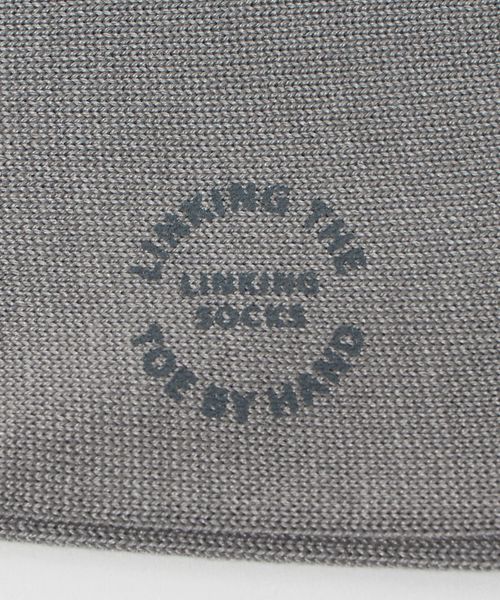 LINKING THE
LINKING
SOCKS
TOE BY HAND